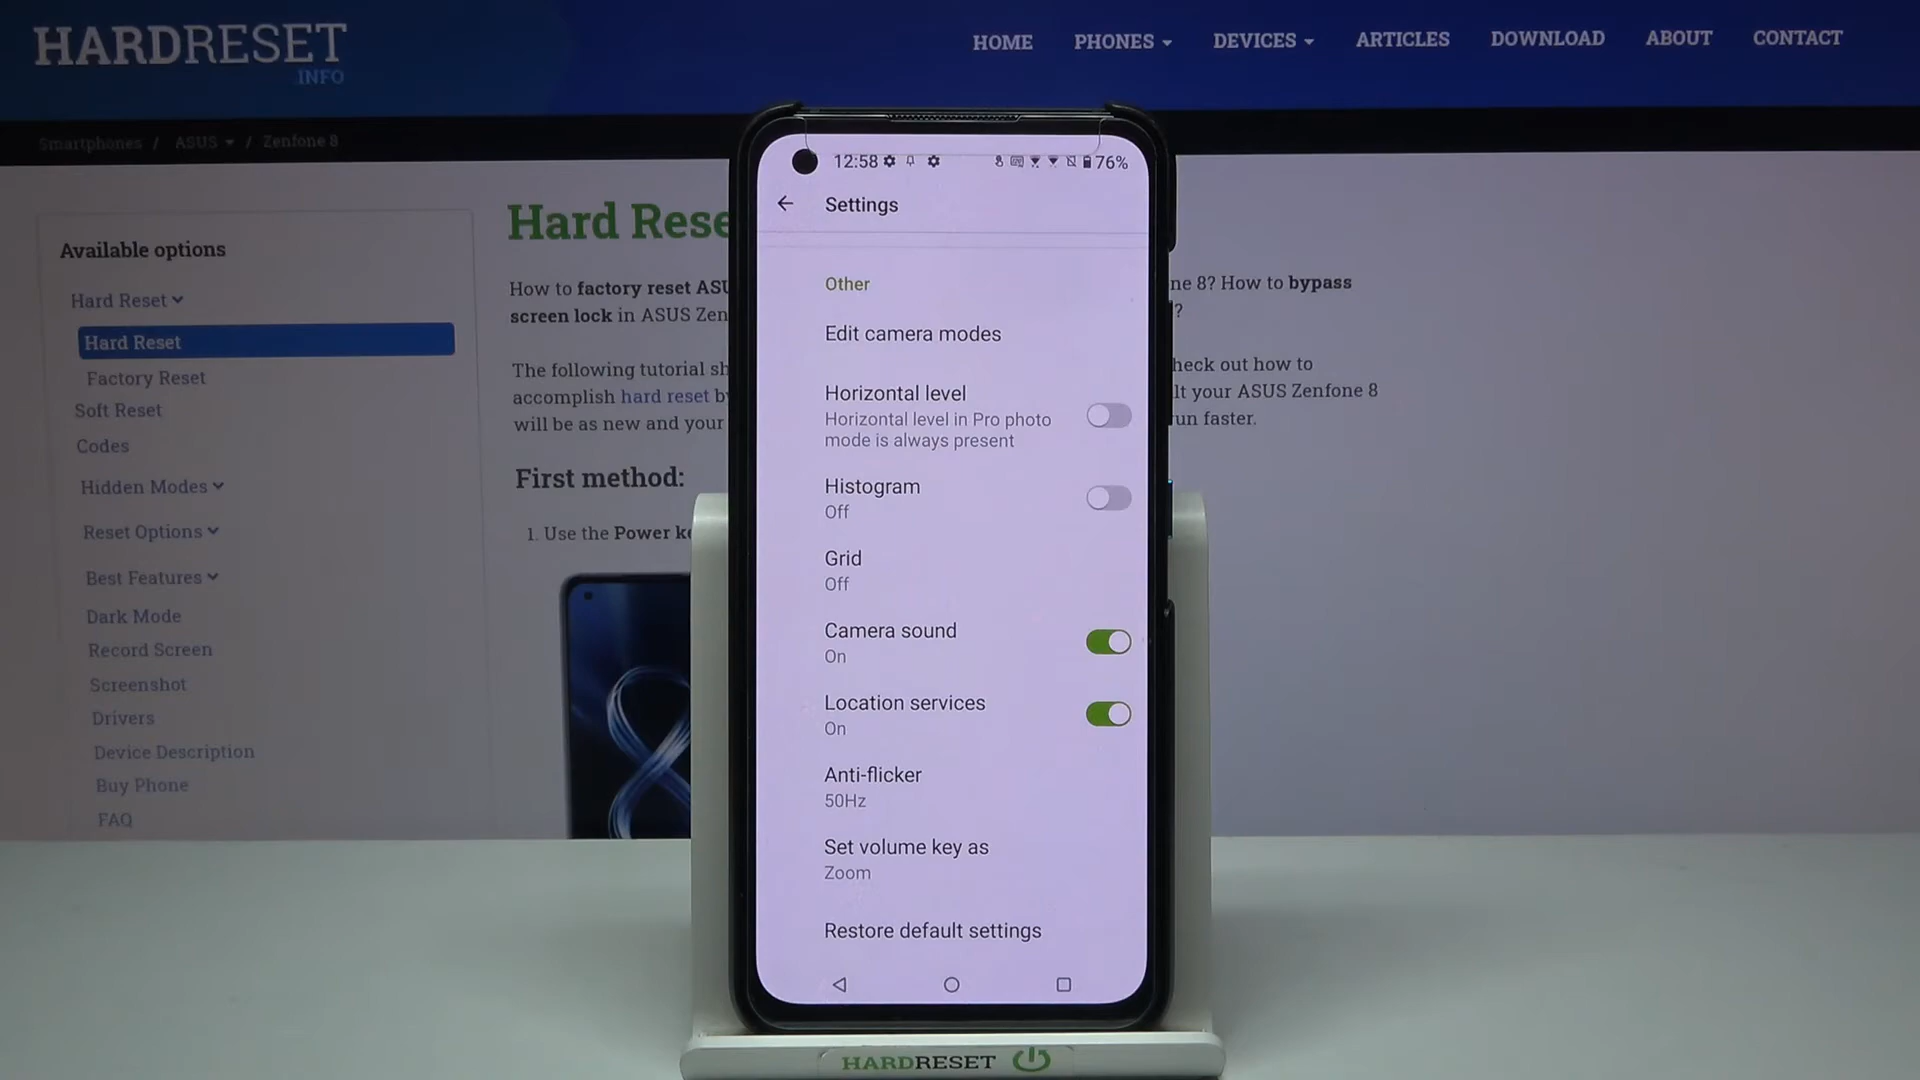 HARDRESET
.INFO
HOME
PHONES
DEVICES
ARTICLES
DOWNLOAD
ABOUT
CONTACT
Smartphones / ASUS / Zenfone 8
Available options
Hard Reset
Hard Reset
Factory Reset
Soft Reset
Codes
Hidden Modes
Reset Options
Best Features
Dark Mode
Record Screen
Screenshot
Drivers
Device Description
Buy Phone
FAQ
Hard Rese
How to factory reset ASU
screen lock in ASUS Zen
The following tutorial sh
accomplish hard reset by
will be as new and your
First method:
1. Use the Power ke
ne 8? How to bypass
?
heck out how to
lt your ASUS Zenfone 8
un faster.
12:58
76%
Settings
Other
Edit camera modes
Horizontal level
Horizontal level in Pro photo
mode is always present
Histogram
Off
Grid
Off
Camera sound
On
Location services
On
Anti-flicker
50Hz
Set volume key as
Zoom
Restore default settings
HARDRESET